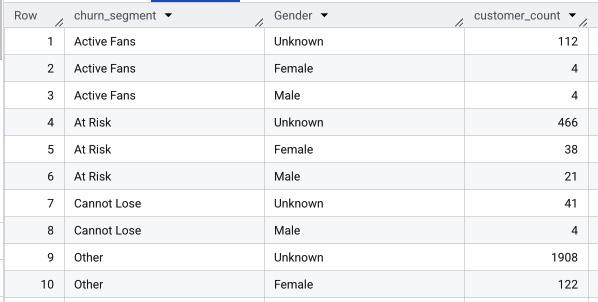 Row churn_segment Gender customer_count
1 Active Fans Unknown 112
2 Active Fans Female 4
3 Active Fans Male 4
4 At Risk Unknown 466
5 At Risk Female 38
6 At Risk Male 21
7 Cannot Lose Unknown 41
8 Cannot Lose Male 4
9 Other Unknown 1908
10 Other Female 122